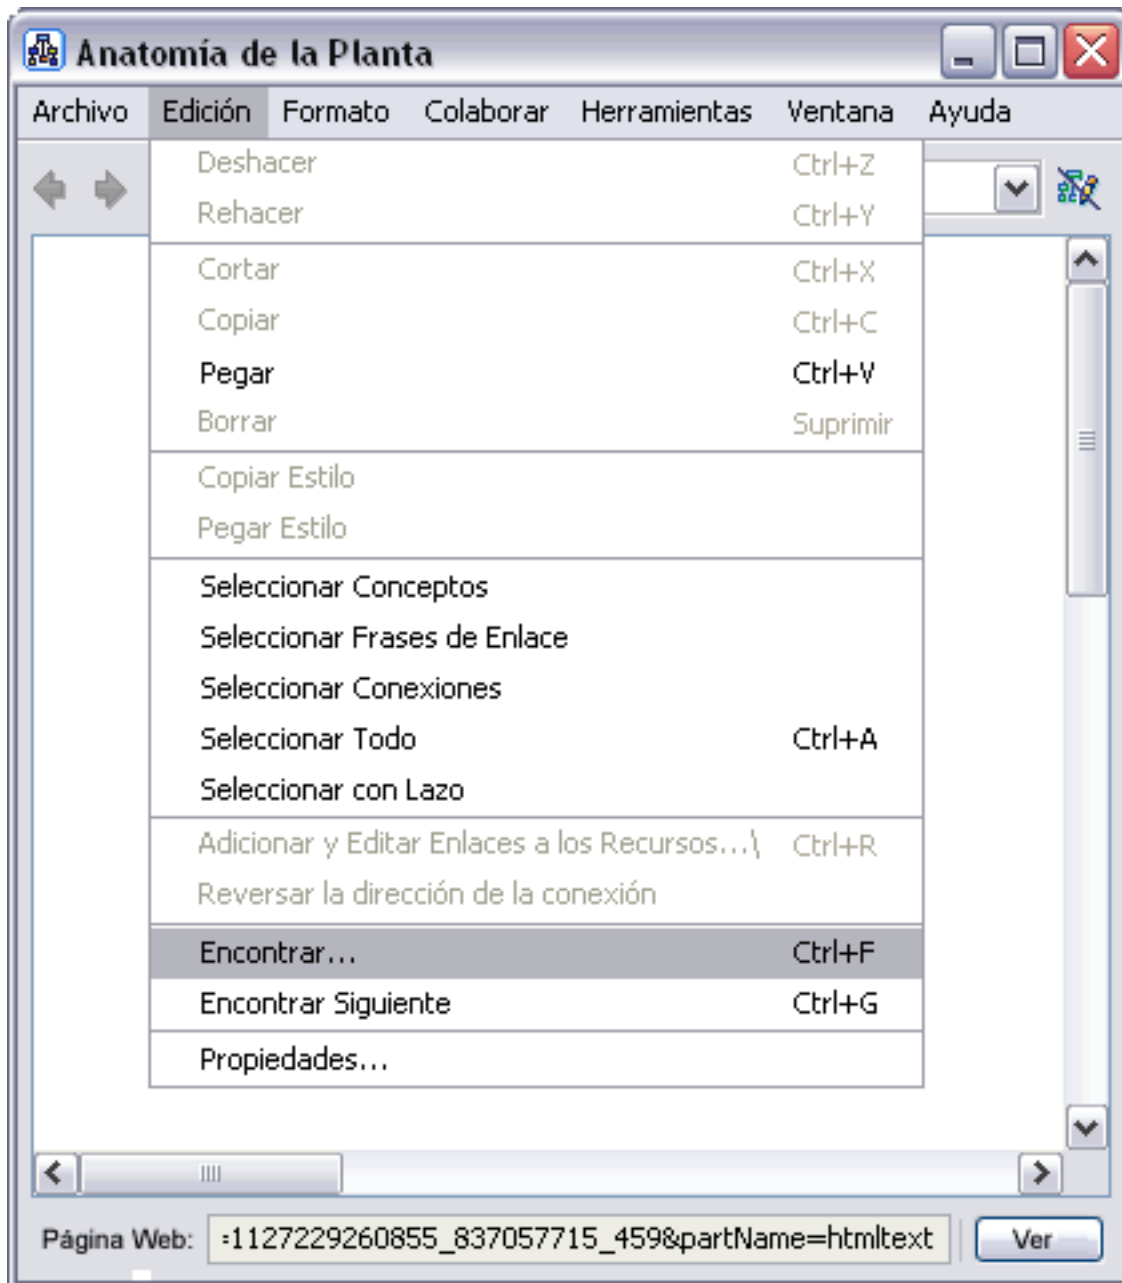 Anatomía de la Planta
Archivo Edición Formato Colaborar Herramientas Ventana Ayuda
Deshacer Ctrl+Z
Rehacer Ctrl+Y
Cortar Ctrl+X
Copiar Ctrl+C
Pegar Ctrl+V
Borrar Suprimir
Copiar Estilo
Pegar Estilo
Seleccionar Conceptos
Seleccionar Frases de Enlace
Seleccionar Conexiones
Seleccionar Todo Ctrl+A
Seleccionar con Lazo
Adicionar y Editar Enlaces a los Recursos...\ Ctrl+R
Reversar la dirección de la conexión
Encontrar... Ctrl+F
Encontrar Siguiente Ctrl+G
Propiedades...
Página Web: :1127229260855_837057715_459&partName=htmltext Ver